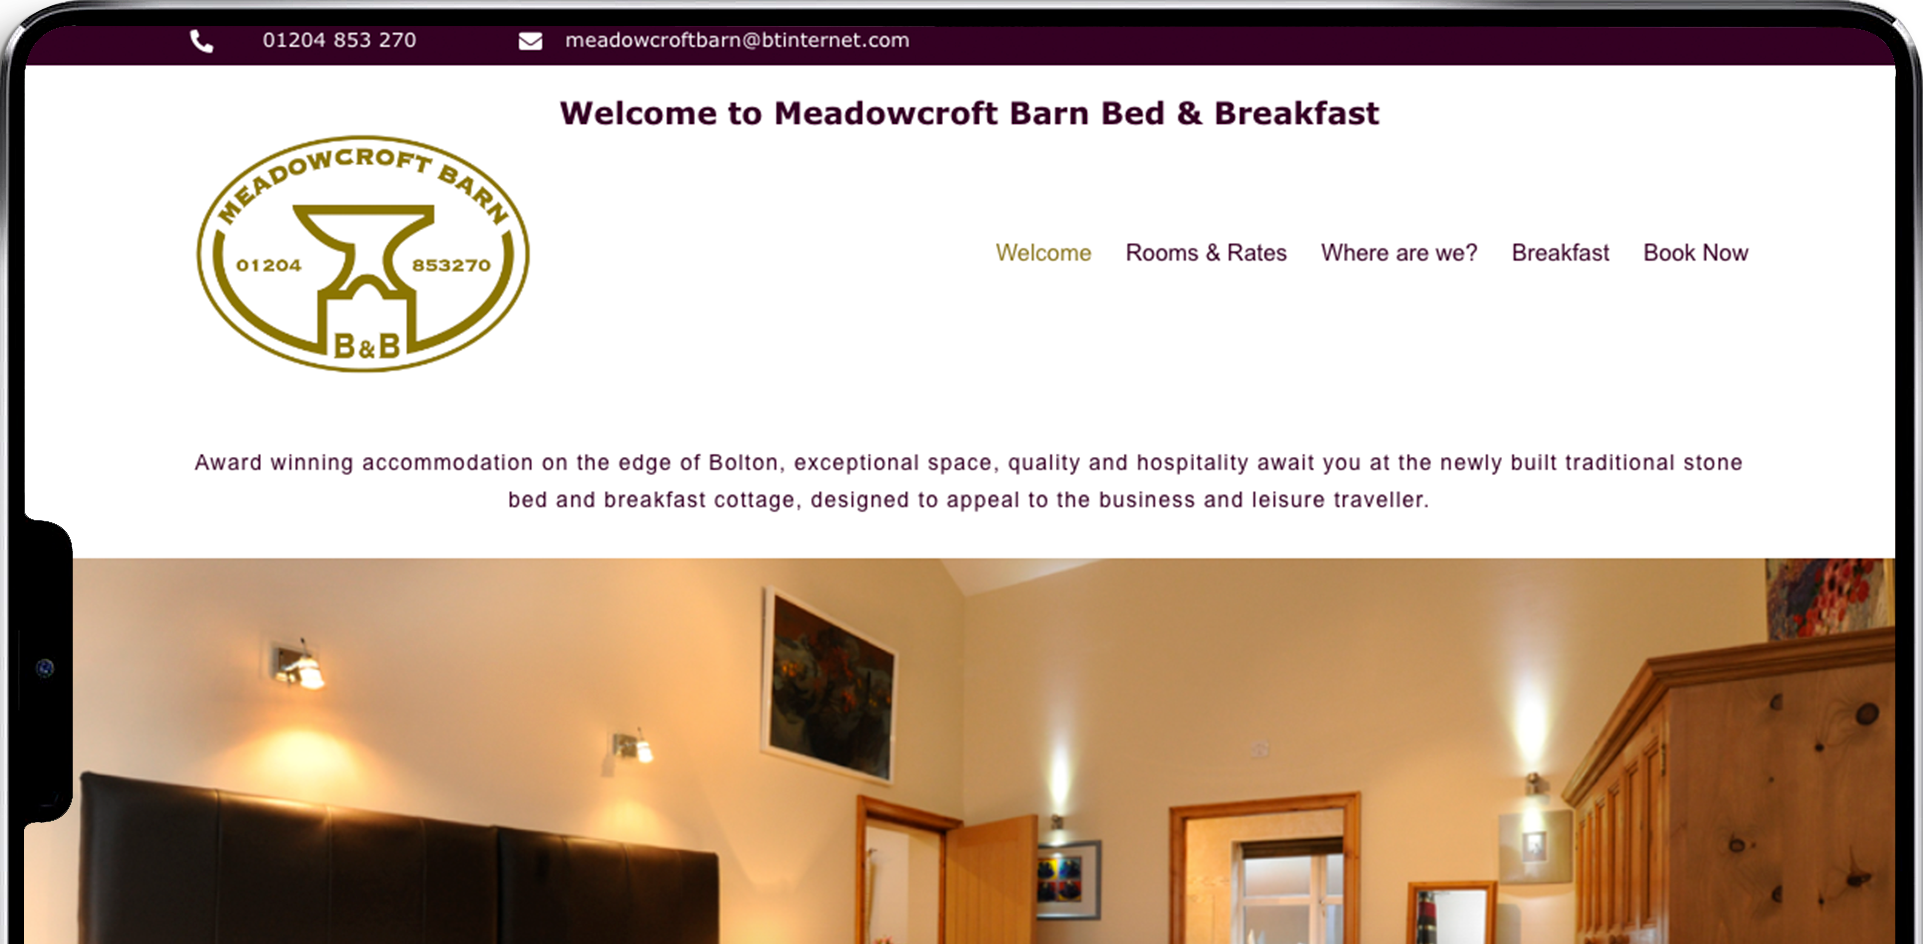 01204 853 270
meadowcroftbarn@btinternet.com
Welcome to Meadowcroft Barn Bed & Breakfast
MEADOWCROFT BARN
01204 853270
B&B
Welcome Rooms & Rates Where are we? Breakfast Book Now
Award winning accommodation on the edge of Bolton, exceptional space, quality and hospitality await you at the newly built traditional stone
bed and breakfast cottage, designed to appeal to the business and leisure traveller.